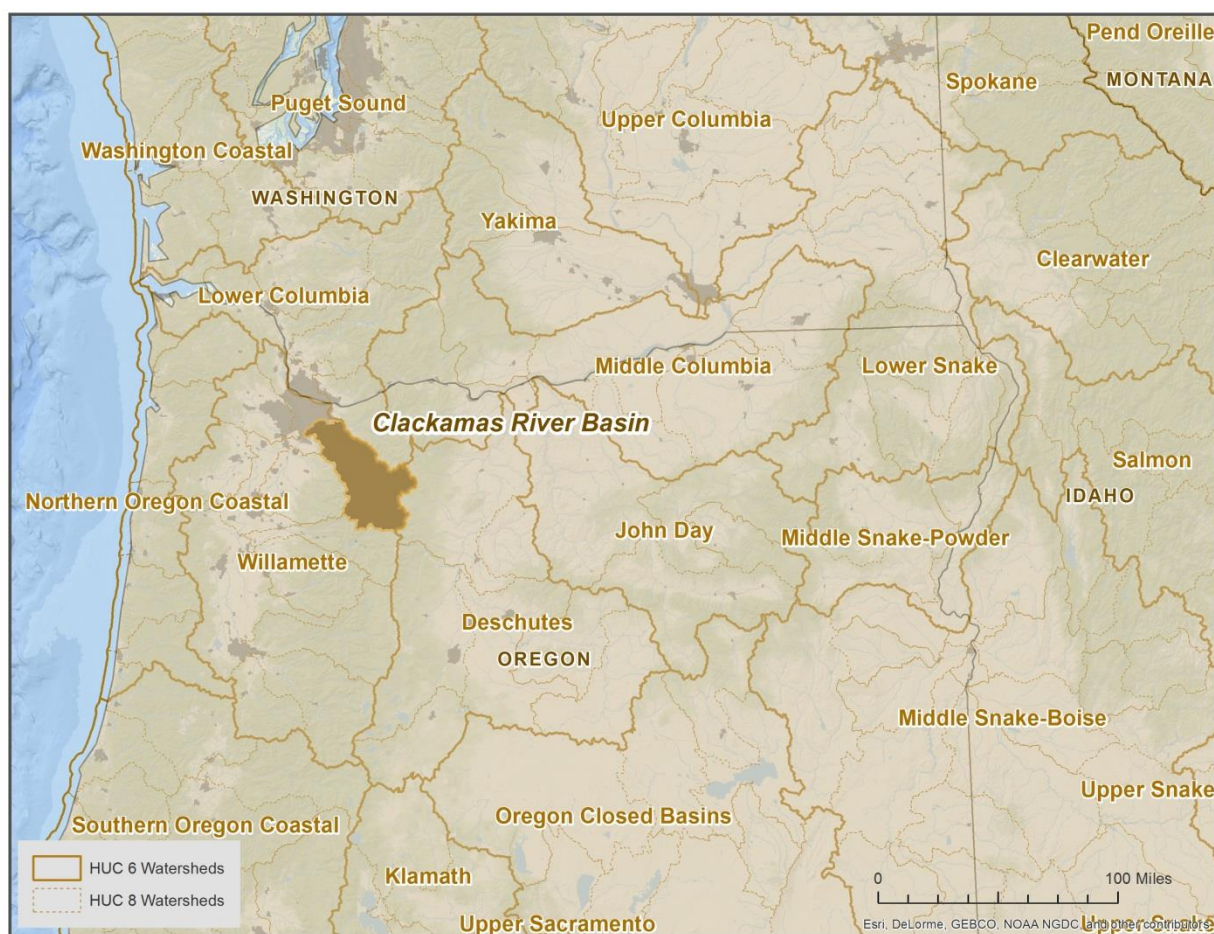 Pend Oreille
MONTANA
Spokane
Puget Sound
Upper Columbia
Washington Coastal
WASHINGTON
Yakima
Clearwater
Lower Columbia
Middle Columbia
Lower Snake
Clackamas River Basin
Salmon
Northern Oregon Coastal
IDAHO
John Day
Middle Snake-Powder
Willamette
Deschutes
OREGON
Middle Snake-Boise
Upper Snake
Oregon Closed Basins
Southern Oregon Coastal
Klamath
Upper Sacramento
Upper Snake
HUC 6 Watersheds
HUC 8 Watersheds
0 100 Miles
Esri, DeLorme, GEBCO, NOAA NGDC, and other contributors